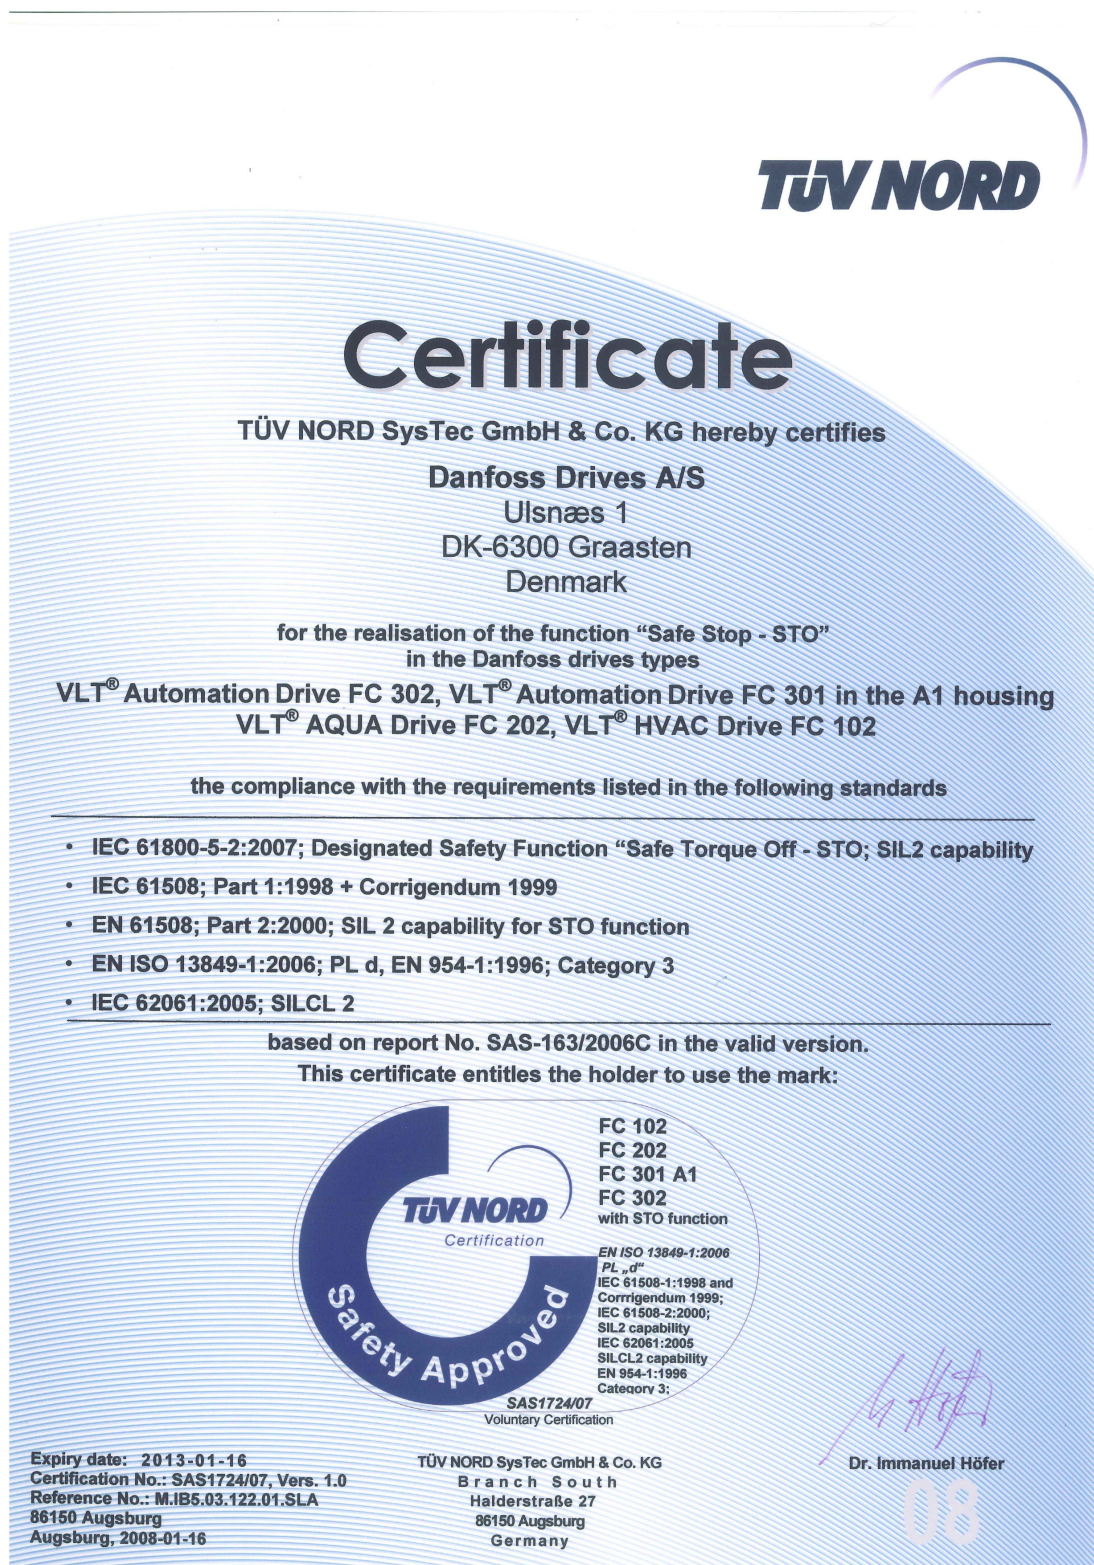 TÜV NORD
Certificate
TÜV NORD SysTec GmbH & Co. KG hereby certifies
Danfoss Drives A/S
Ulsnæs 1
DK-6300 Graasten
Denmark
for the realisation of the function “Safe Stop - STO”
in the Danfoss drives types
VLT® Automation Drive FC 302, VLT® Automation Drive FC 301 in the A1 housing
VLT® AQUA Drive FC 202, VLT® HVAC Drive FC 102
the compliance with the requirements listed in the following standards
• IEC 61800-5-2:2007; Designated Safety Function “Safe Torque Off - STO; SIL2 capability
• IEC 61508; Part 1:1998 + Corrigendum 1999
• EN 61508; Part 2:2000; SIL 2 capability for STO function
• EN ISO 13849-1:2006; PL d, EN 954-1:1996; Category 3
• IEC 62061:2005; SILCL 2
based on report No. SAS-163/2006C in the valid version.
This certificate entitles the holder to use the mark:
TÜV NORD
Certification
Safety Approved
FC 102
FC 202
FC 301 A1
FC 302
with STO function
EN ISO 13849-1:2006
PL „d“
IEC 61508-1:1998 and
Corrrigendum 1999;
IEC 61508-2:2000;
SIL2 capability
IEC 62061:2005
SILCL2 capability
EN 954-1:1996
Category 3;
SAS1724/07
Voluntary Certification
Expiry date: 2013-01-16
Certification No.: SAS1724/07, Vers. 1.0
Reference No.: M.IB5.03.122.01.SLA
86150 Augsburg
Augsburg, 2008-01-16
TÜV NORD SysTec GmbH & Co. KG
Branch South
Halderstraße 27
86150 Augsburg
Germany
Dr. Immanuel Höfer
08